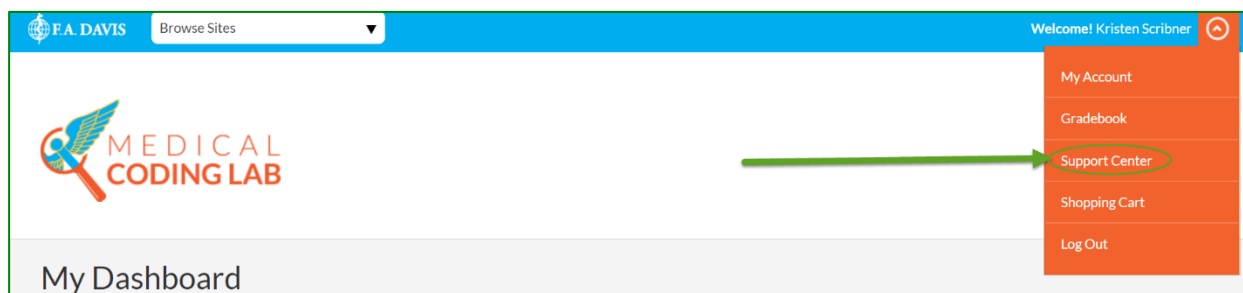 F.A. DAVIS
Browse Sites
Welcome! Kristen Scribner
My Account
Gradebook
Support Center
Shopping Cart
Log Out
MEDICAL
CODING LAB
My Dashboard